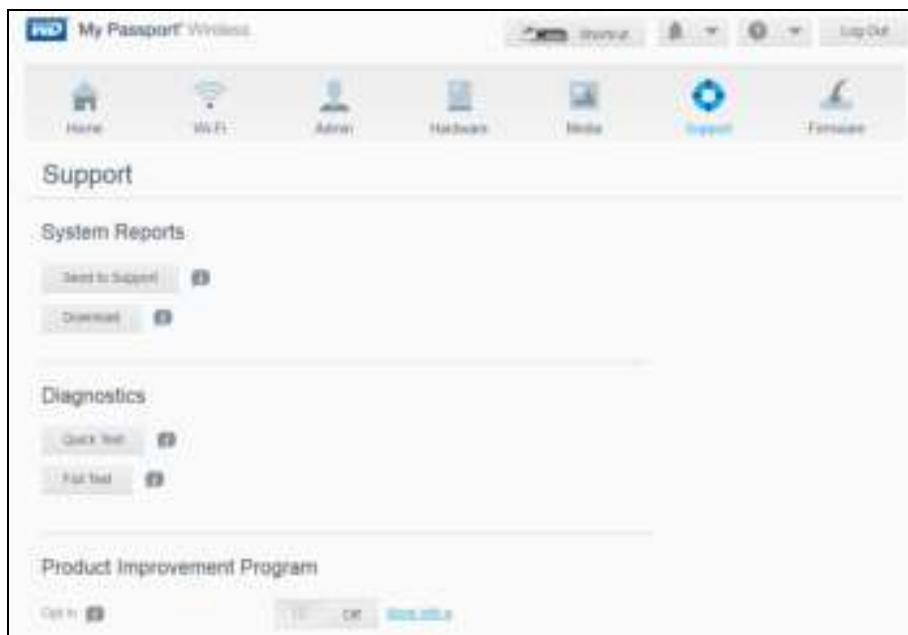 WD My Passport® Wireless
Shortcut Log Out
Home Wi-Fi Admin Hardware Media Support Firmware
Support
System Reports
Send to Support
Download
Diagnostics
Quick Test
Full Test
Product Improvement Program
Opt In Off